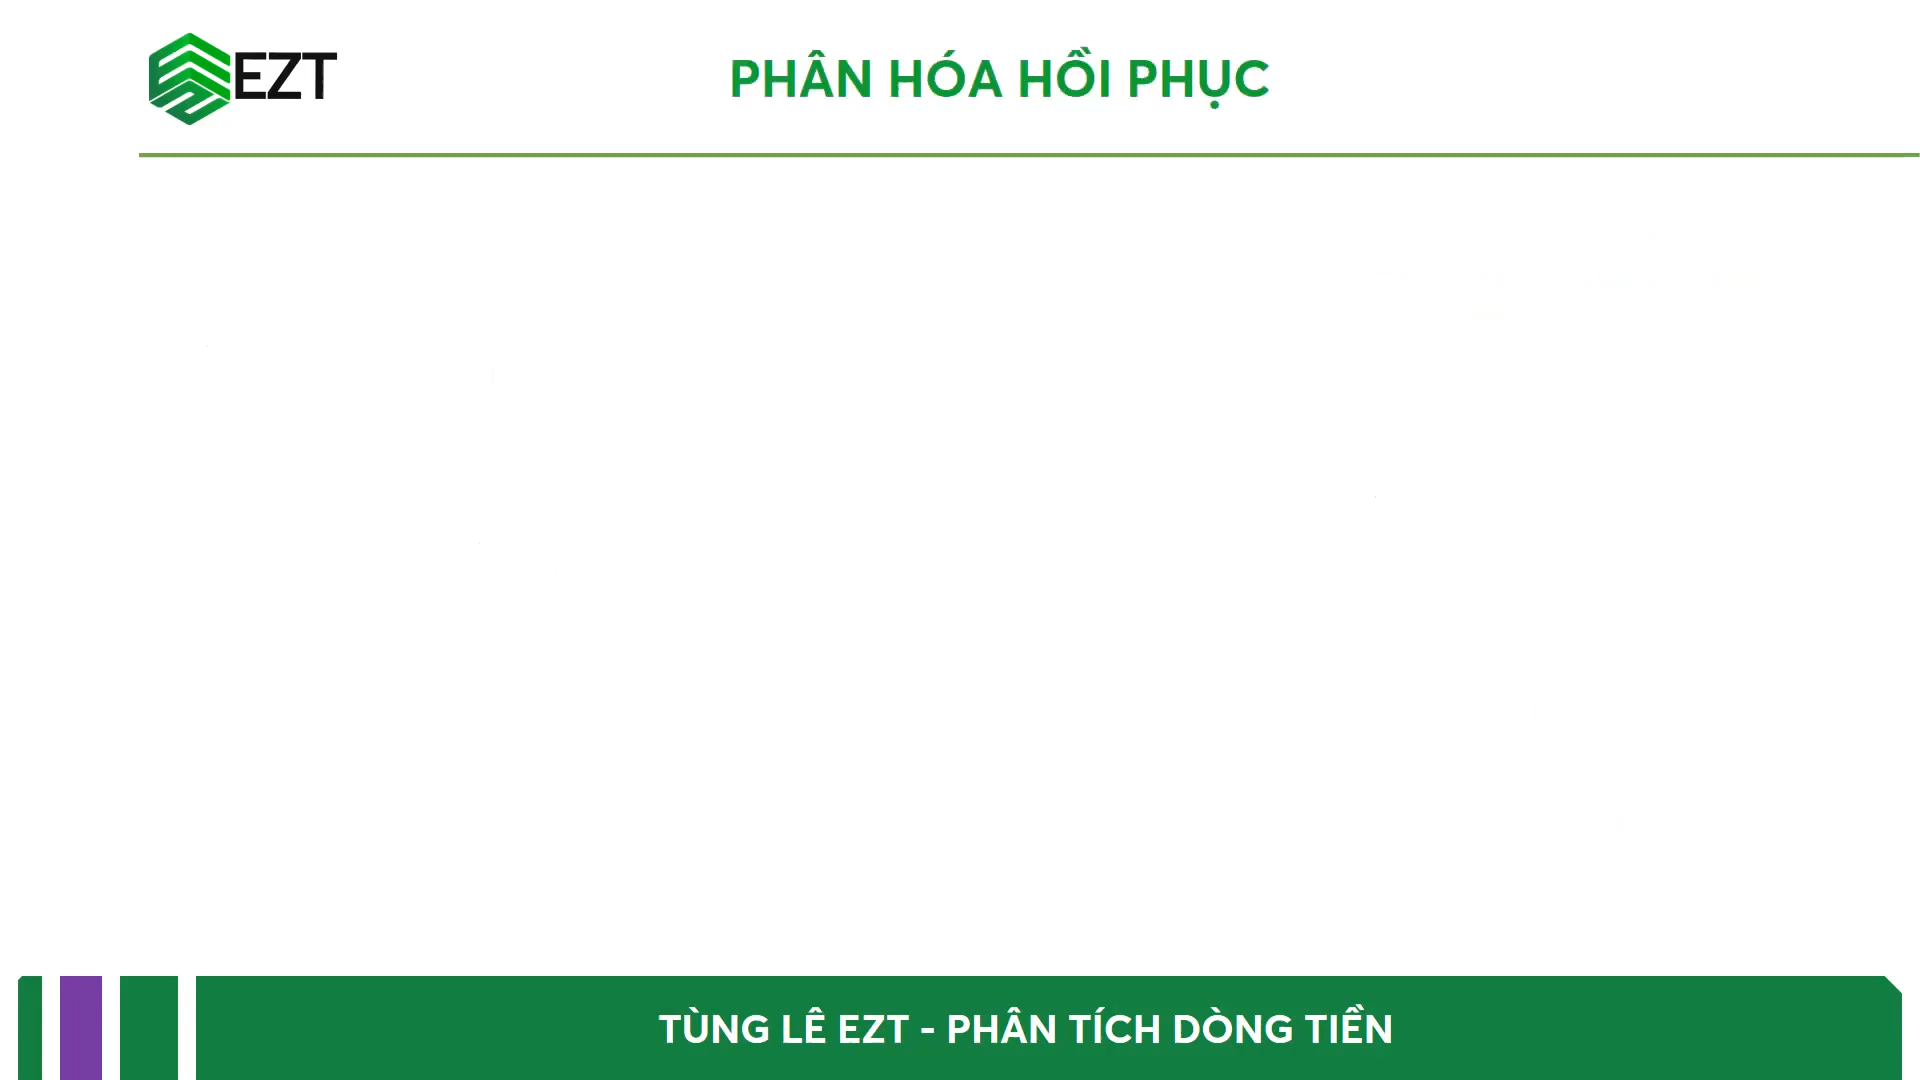 EZT
PHÂN HÓA HỒI PHỤC
TÙNG LÊ EZT - PHÂN TÍCH DÒNG TIỀN